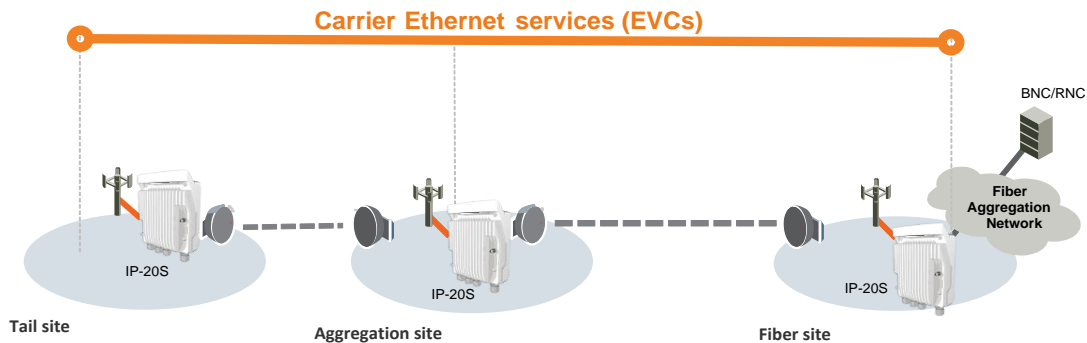 Carrier Ethernet services (EVCs)
BNC/RNC
Fiber
Aggregation
Network
IP-20S
IP-20S
IP-20S
Tail site
Aggregation site
Fiber site